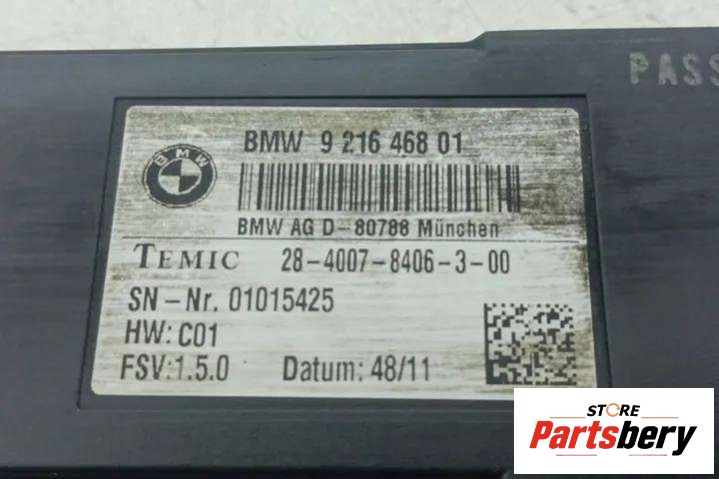 PASS
BMW
BMW 9 216 468 01
BMW AG D-80788 München
TEMIC 28-4007-8406-3-00
SN-Nr. 01015425
HW: C01
FSV:1.5.0 Datum: 48/11
STORE
Partsbery